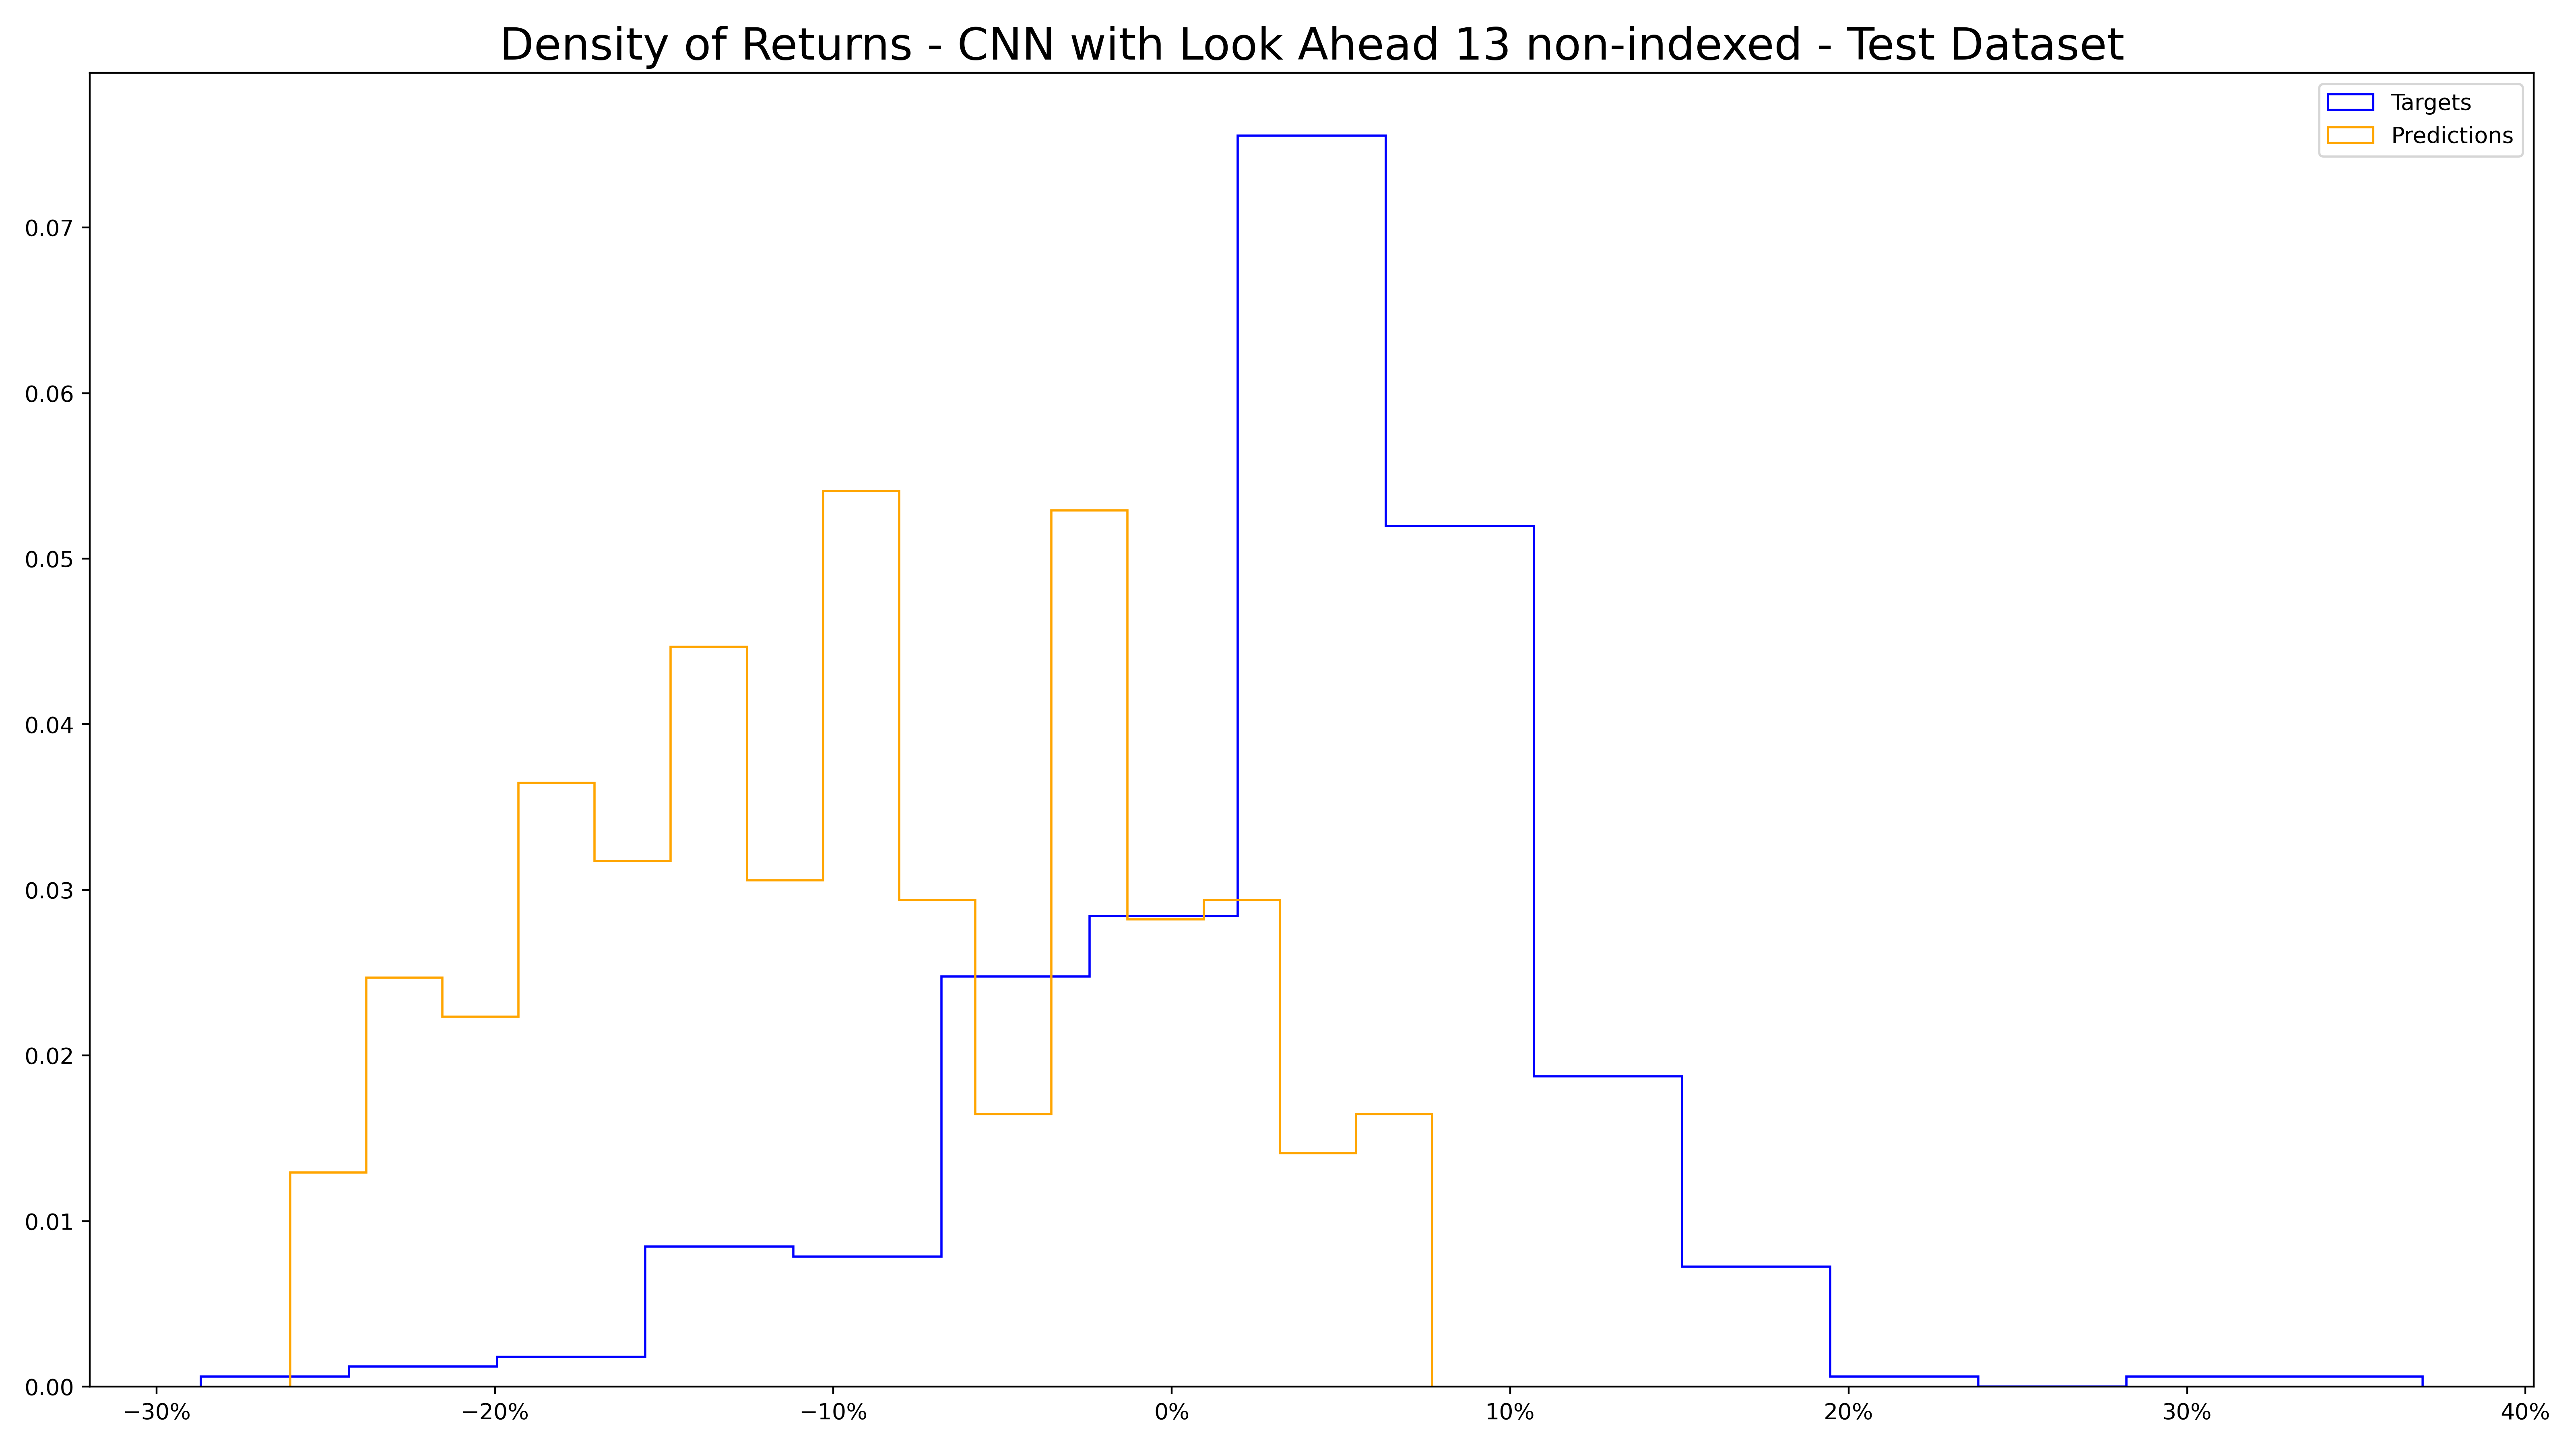 Density of Returns - CNN with Look Ahead 13 non-indexed - Test Dataset
Targets
Predictions
0.07
0.06
0.05
0.04
0.03
0.02
0.01
0.00
−30% −20% −10% 0% 10% 20% 30% 40%